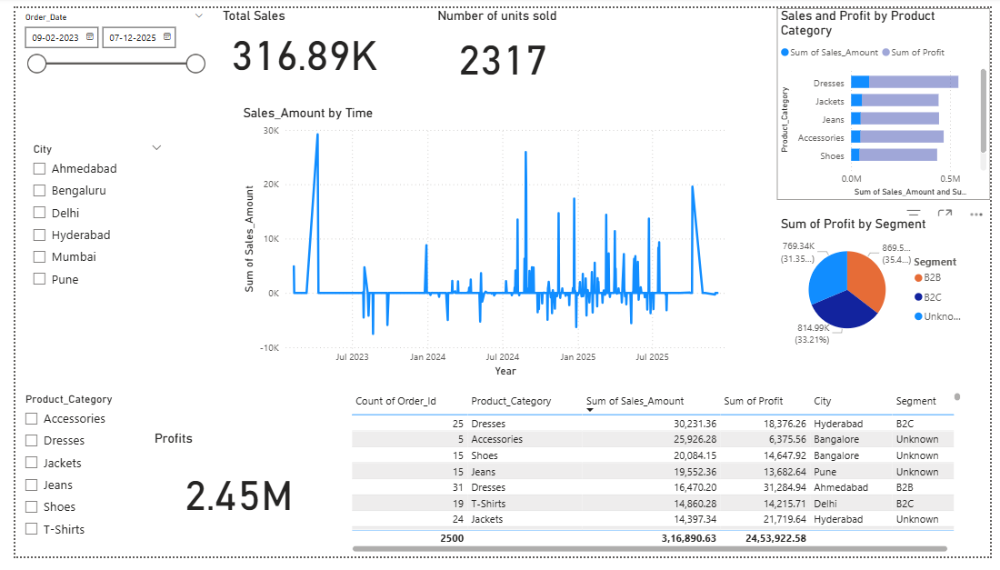 Order_Date
09-02-2023 07-12-2025
Total Sales
316.89K
Number of units sold
2317
Sales and Profit by Product
Category
Sum of Sales_Amount Sum of Profit
Product_Category
Dresses
Jackets
Jeans
Accessories
Shoes
0.0M 0.5M
Sum of Sales_Amount and Su...
City
Ahmedabad
Bengaluru
Delhi
Hyderabad
Mumbai
Pune
Sales_Amount by Time
Sum of Sales_Amount
30K
20K
10K
0K
-10K
Jul 2023 Jan 2024 Jul 2024 Jan 2025 Jul 2025
Year
Sum of Profit by Segment
769.34K
(31.35...)
869.5...
(35.4...)
814.99K
(33.21%)
Segment
B2B
B2C
Unkno...
Product_Category
Accessories
Dresses
Jackets
Jeans
Shoes
T-Shirts
Profits
2.45M
Count of Order_Id Product_Category Sum of Sales_Amount Sum of Profit City Segment
25 Dresses 30,231.36 18,376.26 Hyderabad B2C
5 Accessories 25,926.28 6,375.56 Bangalore Unknown
15 Shoes 20,084.15 14,647.92 Bangalore Unknown
15 Jeans 19,552.36 13,682.64 Pune Unknown
31 Dresses 16,470.20 31,284.94 Ahmedabad B2B
19 T-Shirts 14,860.28 14,215.71 Delhi B2C
24 Jackets 14,397.34 21,719.64 Hyderabad Unknown
2500 3,16,890.63 24,53,922.58